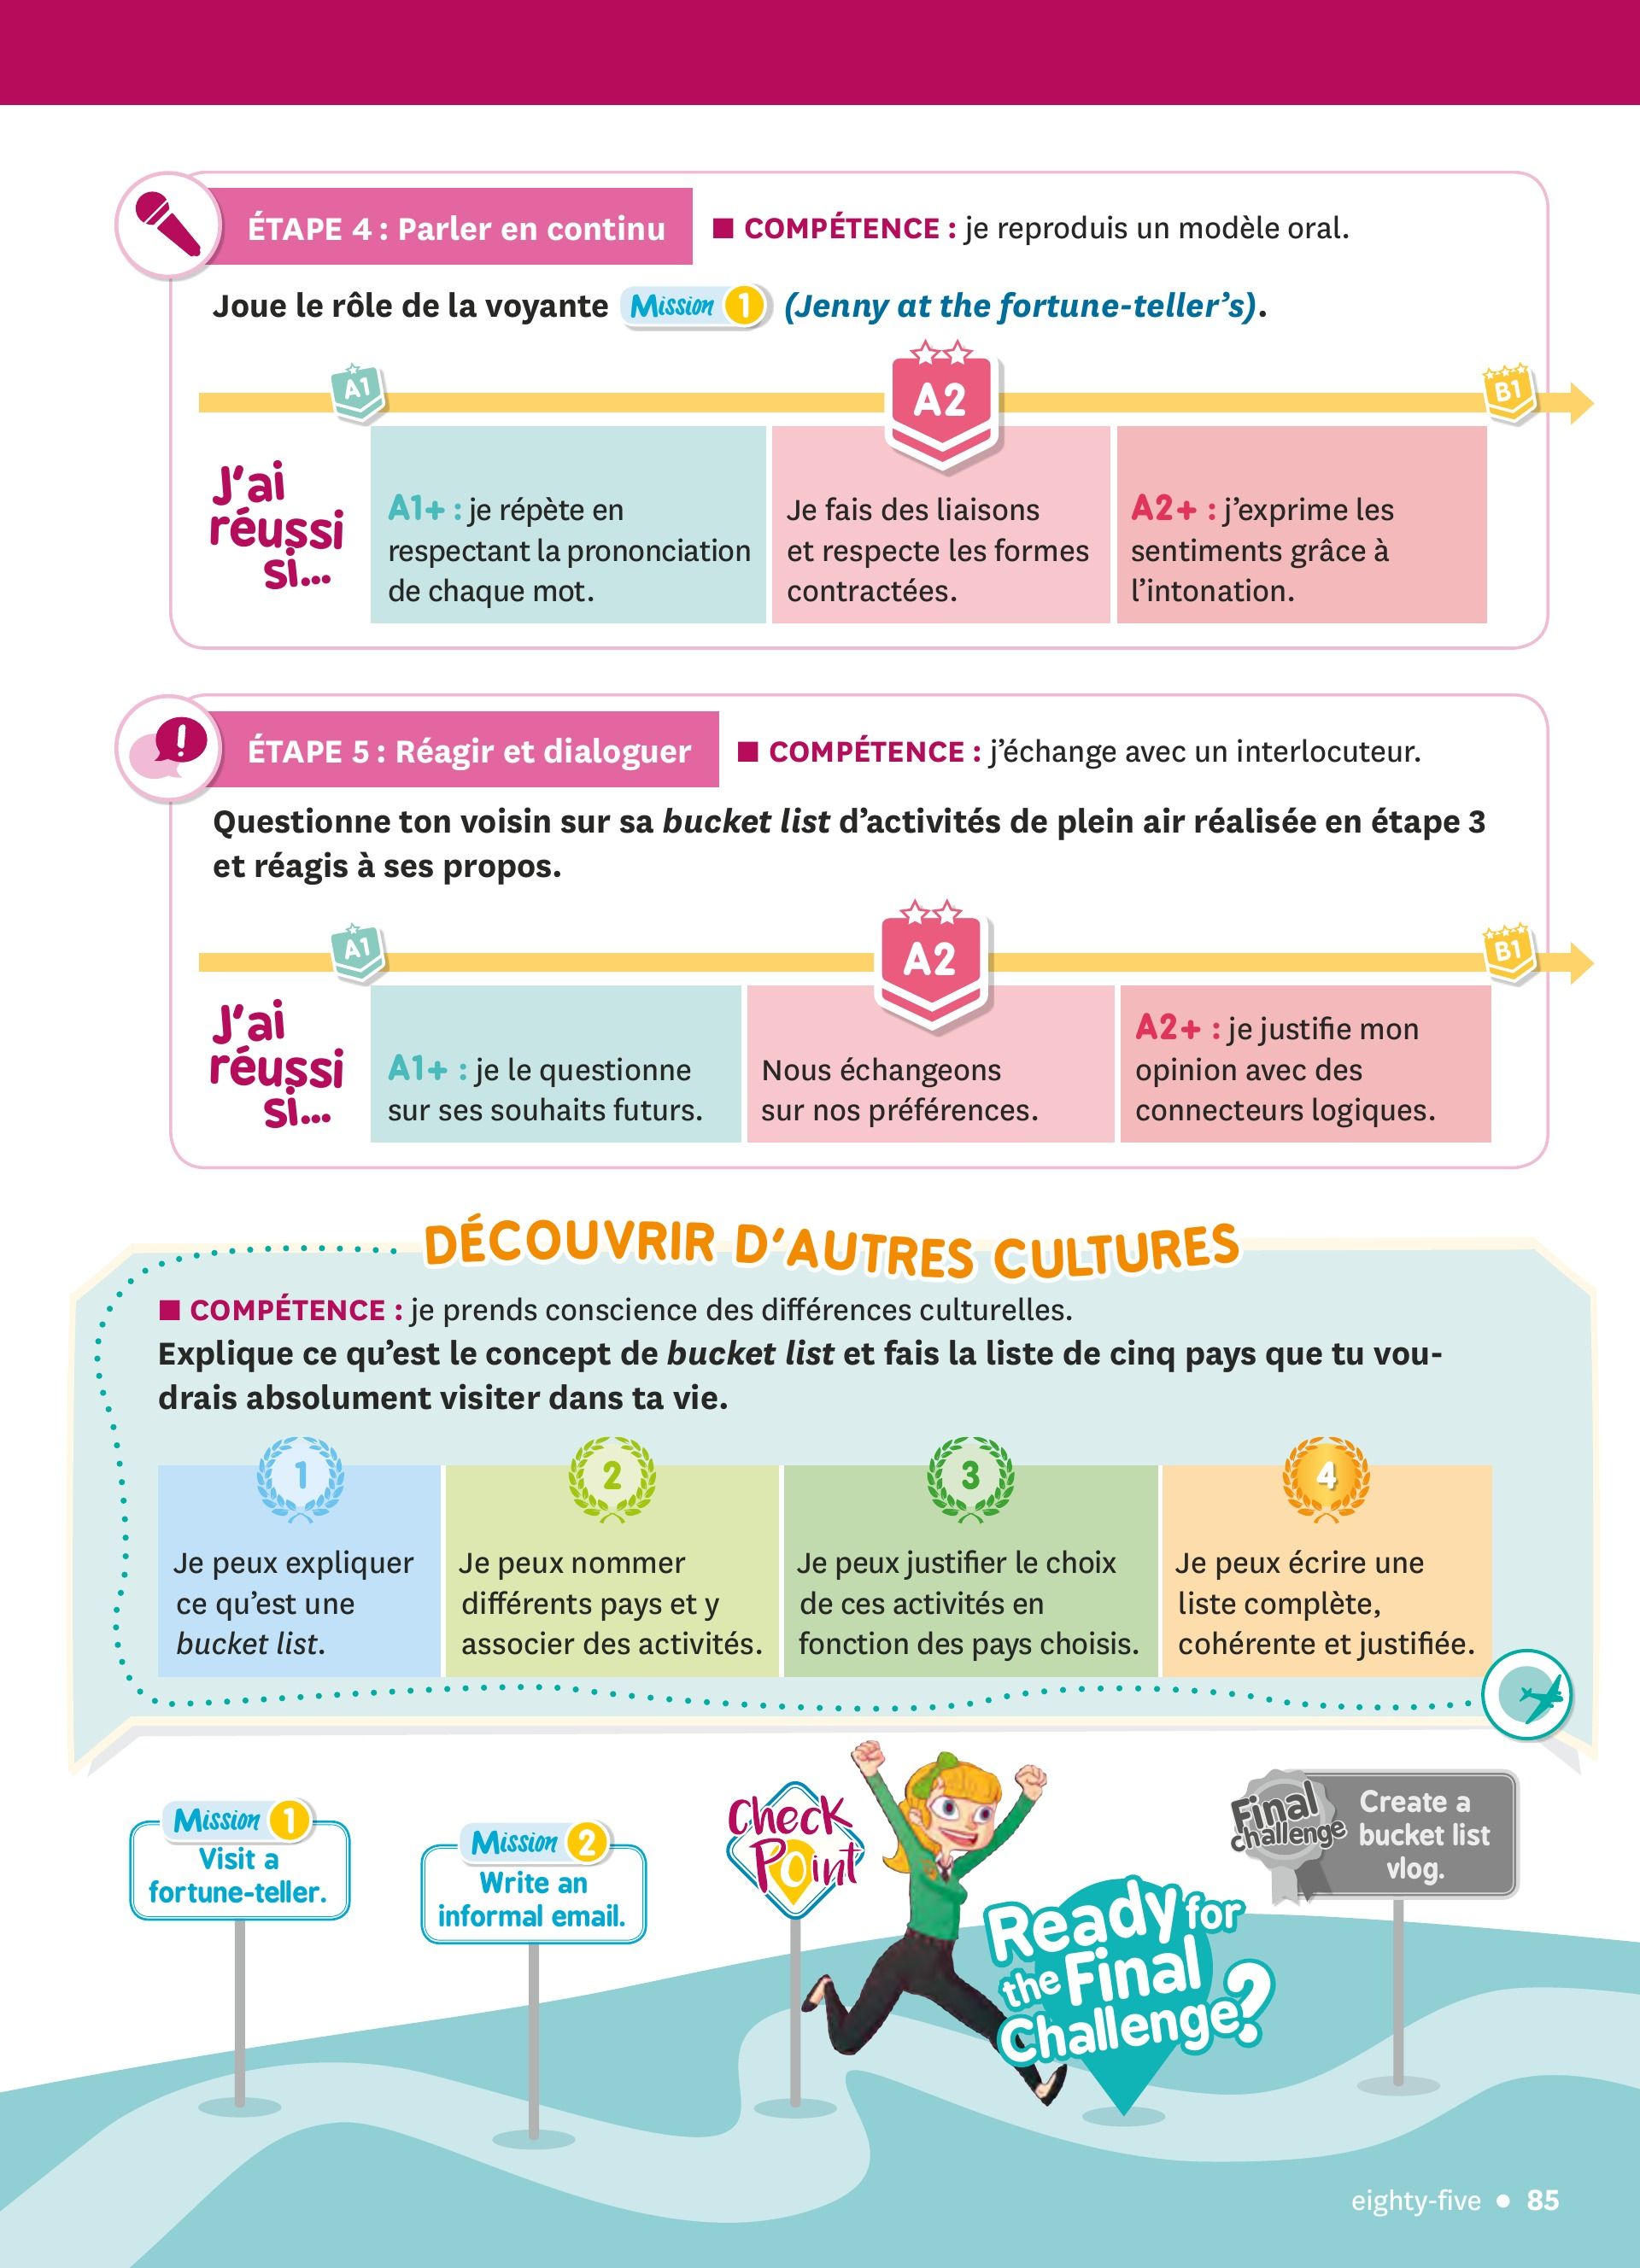 ÉTAPE 4 : Parler en continu
■ COMPÉTENCE : je reproduis un modèle oral.
Joue le rôle de la voyante Mission 1 (Jenny at the fortune-teller’s).
A1
A2
B1
J’ai
réussi
si...
A1+ : je répète en
respectant la prononciation
de chaque mot.
Je fais des liaisons
et respecte les formes
contractées.
A2+ : j’exprime les
sentiments grâce à
l’intonation.
!
ÉTAPE 5 : Réagir et dialoguer
■ COMPÉTENCE : j’échange avec un interlocuteur.
Questionne ton voisin sur sa bucket list d’activités de plein air réalisée en étape 3
et réagis à ses propos.
A1
A2
B1
J’ai
réussi
si...
A1+ : je le questionne
sur ses souhaits futurs.
Nous échangeons
sur nos préférences.
A2+ : je justifie mon
opinion avec des
connecteurs logiques.
DÉCOUVRIR D’AUTRES CULTURES
■ COMPÉTENCE : je prends conscience des différences culturelles.
Explique ce qu’est le concept de bucket list et fais la liste de cinq pays que tu vou-
drais absolument visiter dans ta vie.
1
Je peux expliquer
ce qu’est une
bucket list.
2
Je peux nommer
différents pays et y
associer des activités.
3
Je peux justifier le choix
de ces activités en
fonction des pays choisis.
4
Je peux écrire une
liste complète,
cohérente et justifiée.
Mission 1
Visit a
fortune-teller.
Mission 2
Write an
informal email.
Check
Point
Ready for
the Final
Challenge?
Final
challenge
Create a
bucket list
vlog.
eighty-five • 85